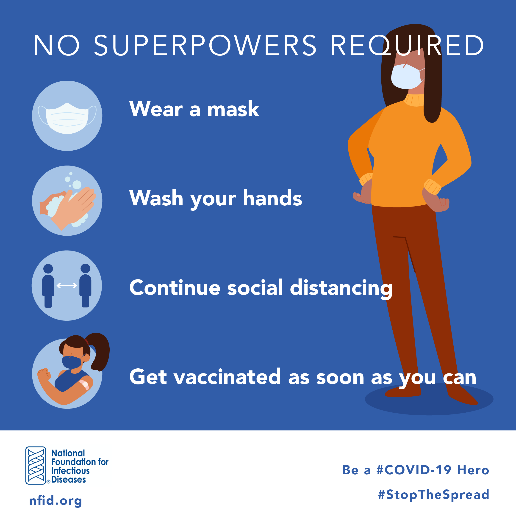 NO SUPERPOWERS REQUIRED
Wear a mask
Wash your hands
Continue social distancing
Get vaccinated as soon as you can
National
Foundation for
Infectious
Diseases
nfid.org
Be a #COVID-19 Hero
#StopTheSpread